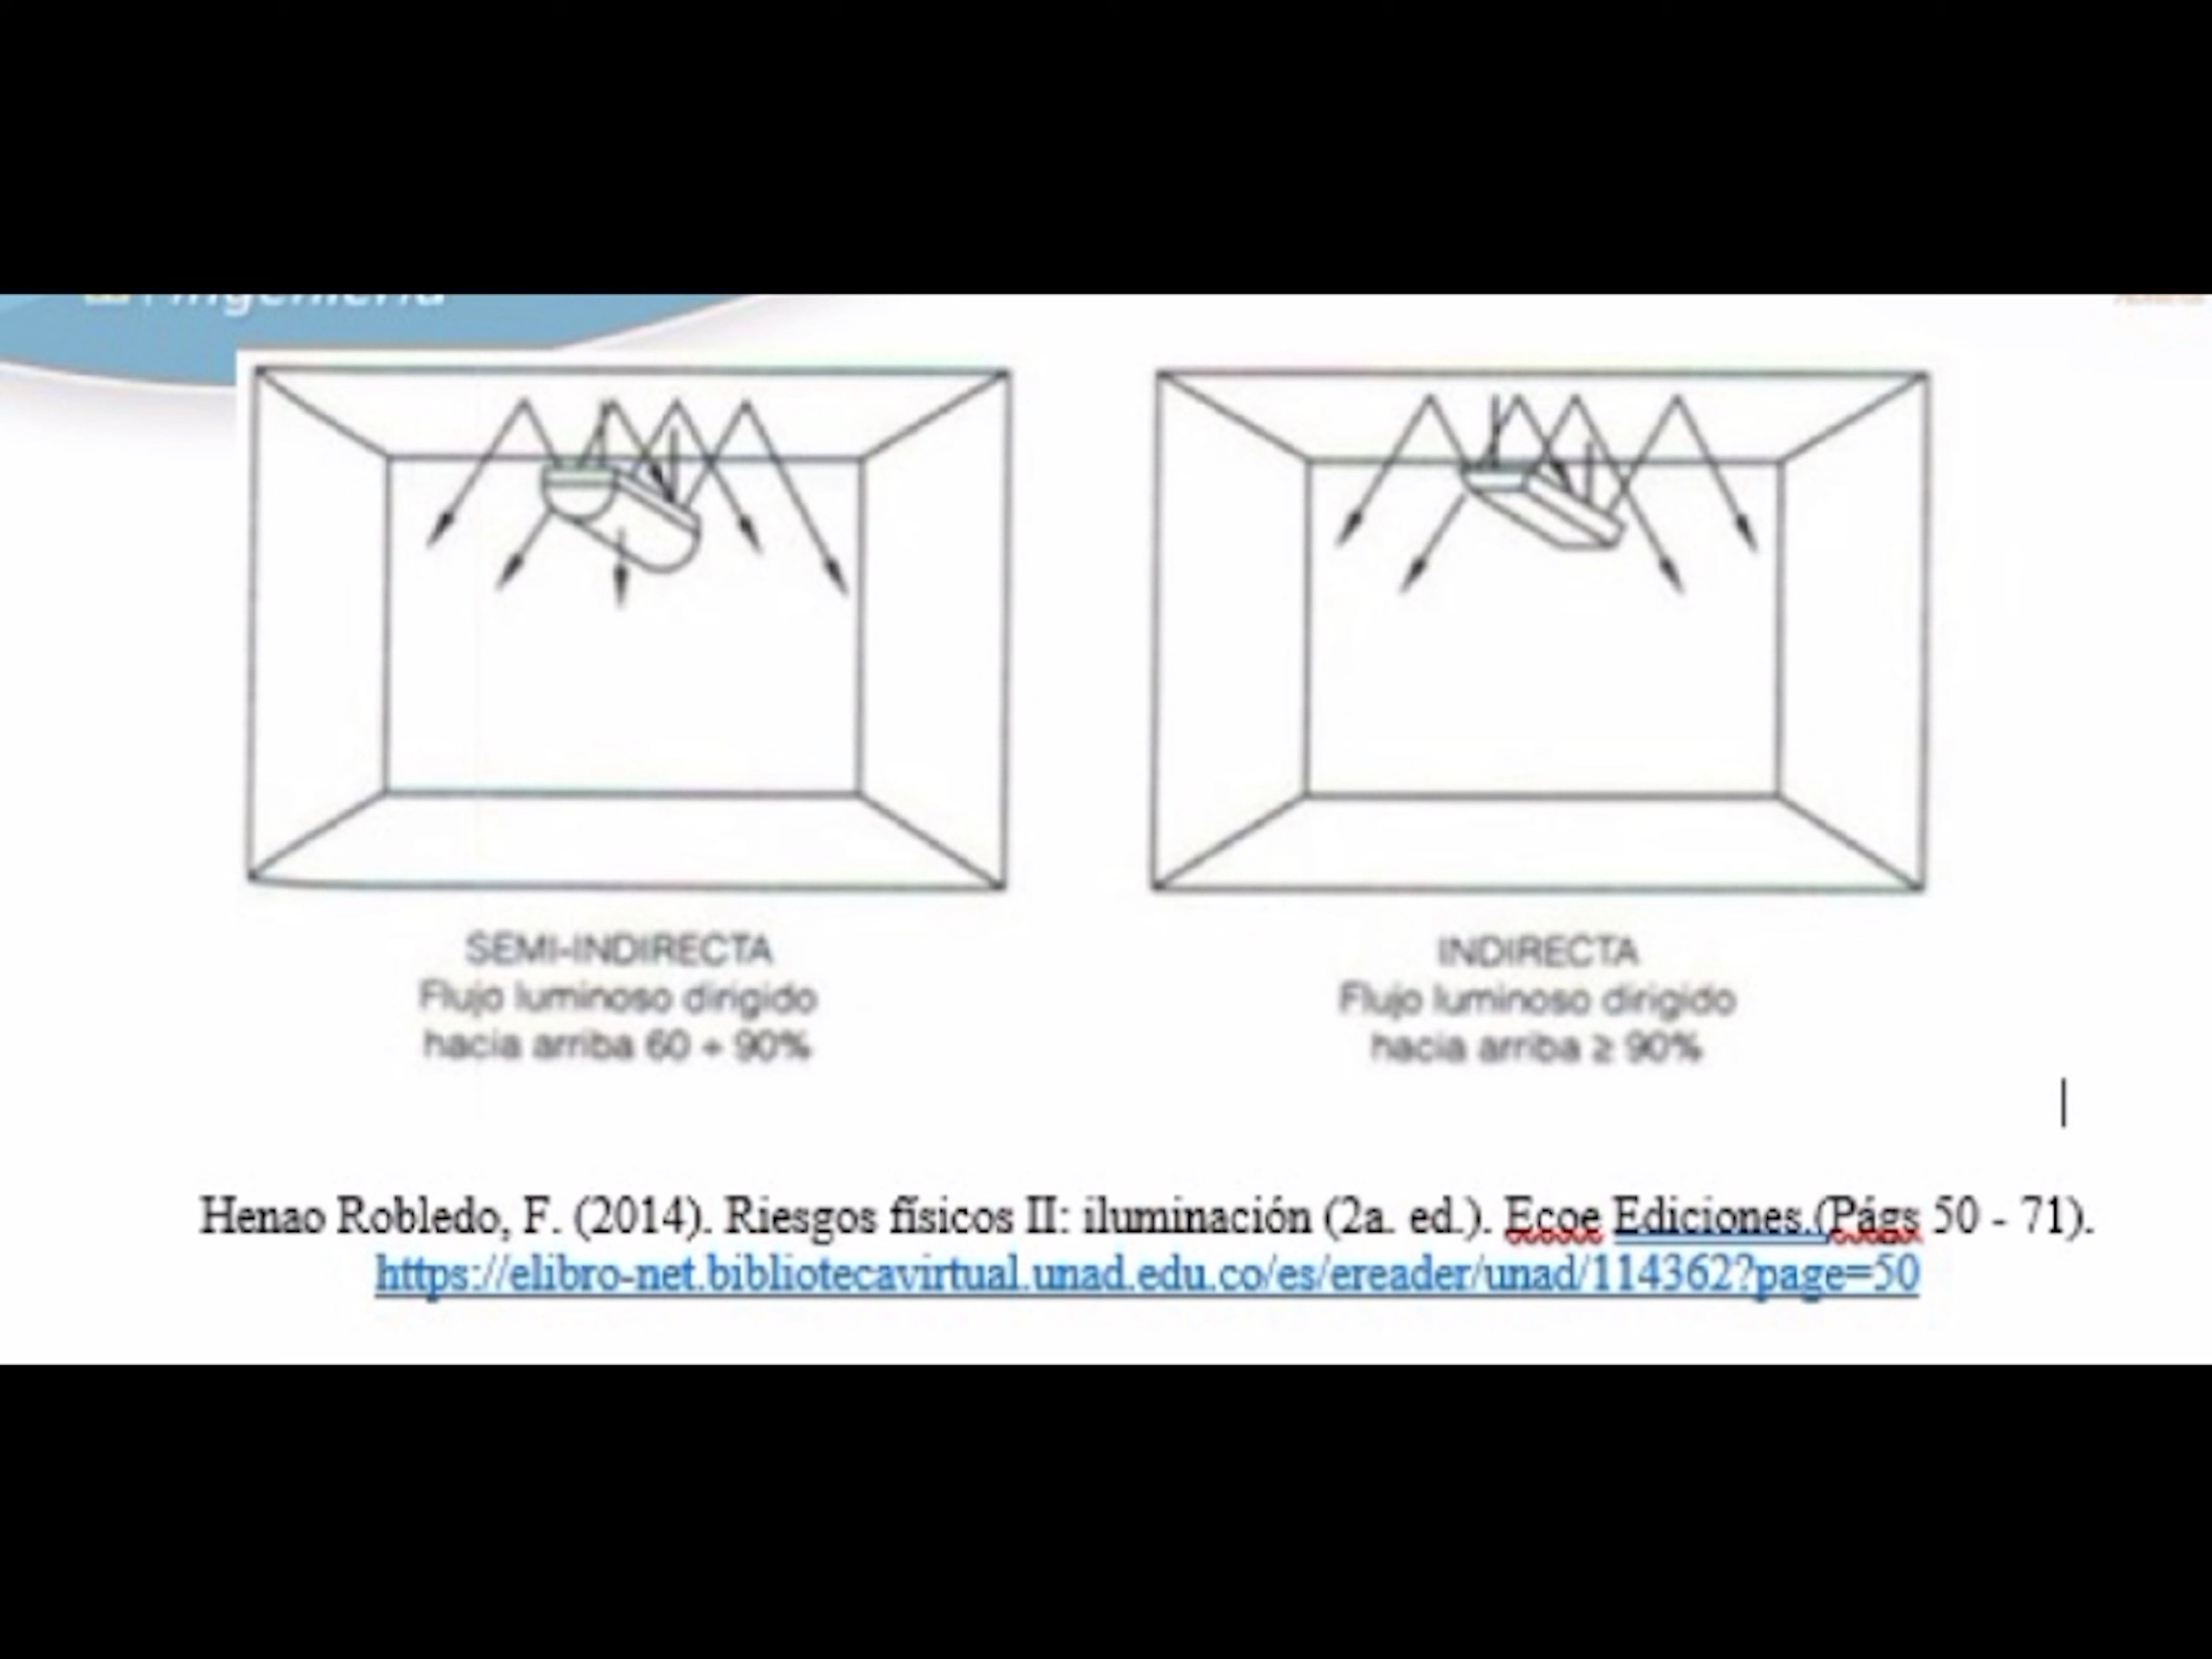 ingeniería
SEMI-INDIRECTA
Flujo luminoso dirigido
hacia arriba 60 ÷ 90%
INDIRECTA
Flujo luminoso dirigido
hacia arriba ≥ 90%
Henao Robledo, F. (2014). Riesgos físicos II: iluminación (2a. ed.). Ecoe Ediciones.(Págs 50 - 71).
https://elibro-net.bibliotecavirtual.unad.edu.co/es/ereader/unad/114362?page=50